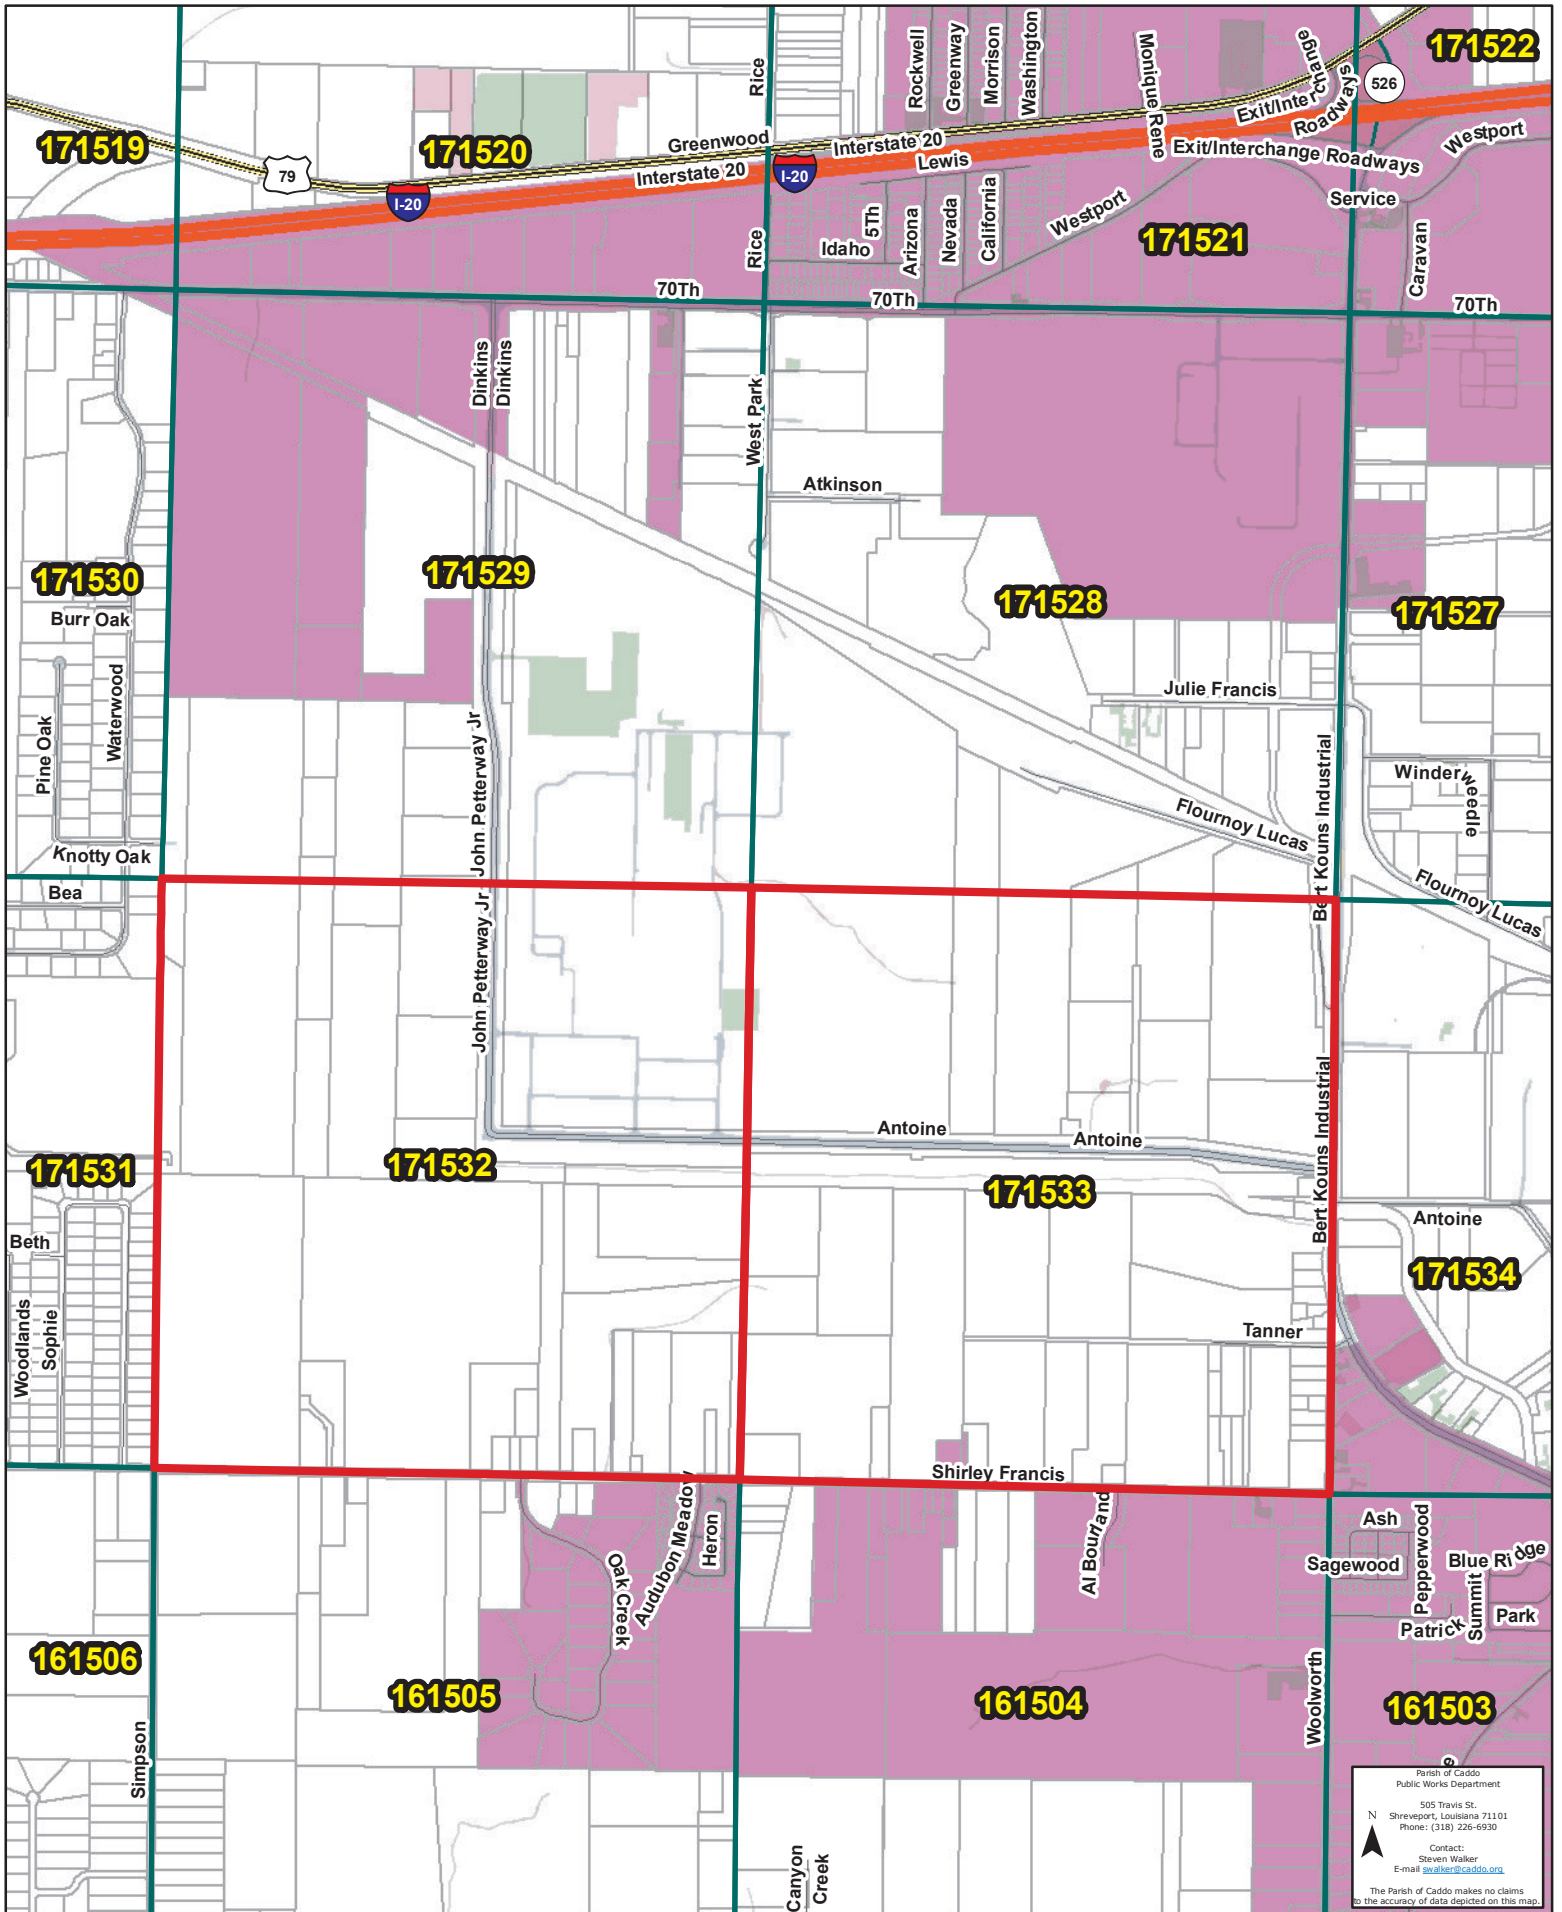 171522
Rockwell
Greenway
Morrison
Washington
Monique Rene
Exit/Interchange
Roadways
526
Rice
171519
79
171520
Greenwood
Interstate 20
I-20
Interstate 20
I-20
Lewis
Exit/Interchange Roadways
Westport
Service
Caravan
Rice
Idaho
5Th
Arizona
Nevada
California
Westport
171521
70Th
70Th
70Th
Dinkins
Dinkins
West Park
Atkinson
171530
171529
171528
171527
Burr Oak
Waterwood
Pine Oak
Knotty Oak
Bea
John Petterway Jr
John Petterway Jr
Julie Francis
Bert Kouns Industrial
Flournoy Lucas
Winder
weedle
Flournoy Lucas
Antoine
Antoine
Bert Kouns Industrial
171531
171532
171533
Antoine
171534
Beth
Woodlands
Sophie
Tanner
Shirley Francis
Audubon Meadow
Heron
Oak Creek
Al Bourland
Ash
Sagewood
Pepperwood
Blue Ridge
Summit
Patrick
Park
161506
161505
161504
161503
Simpson
Woolworth
Canyon
Creek
e
Parish of Caddo
Public Works Department
505 Travis St.
Shreveport, Louisiana 71101
Phone: (318) 226-6930
N
Contact:
Steven Walker
E-mail swalker@caddo.org
The Parish of Caddo makes no claims
to the accuracy of data depicted on this map.